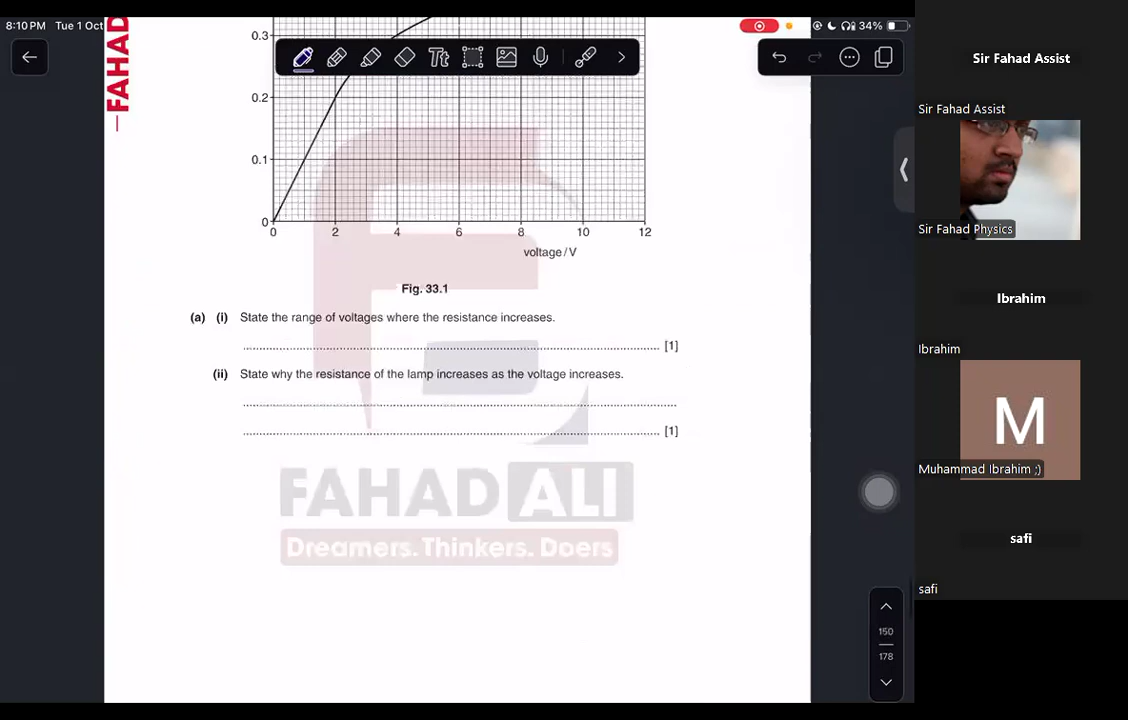 8:10 PM Tue 1 Oct
34%
—FAHAD
0.3
0.2
0.1
0
0 2 4 6 8 10 12
voltage/V
Fig. 33.1
(a) (i) State the range of voltages where the resistance increases.
[1]
(ii) State why the resistance of the lamp increases as the voltage increases.
[1]
FAHAD ALI
Dreamers. Thinkers. Doers
Tt
150
178
Sir Fahad Assist
Sir Fahad Assist
Sir Fahad Physics
Ibrahim
Ibrahim
M
Muhammad Ibrahim ;)
safi
safi